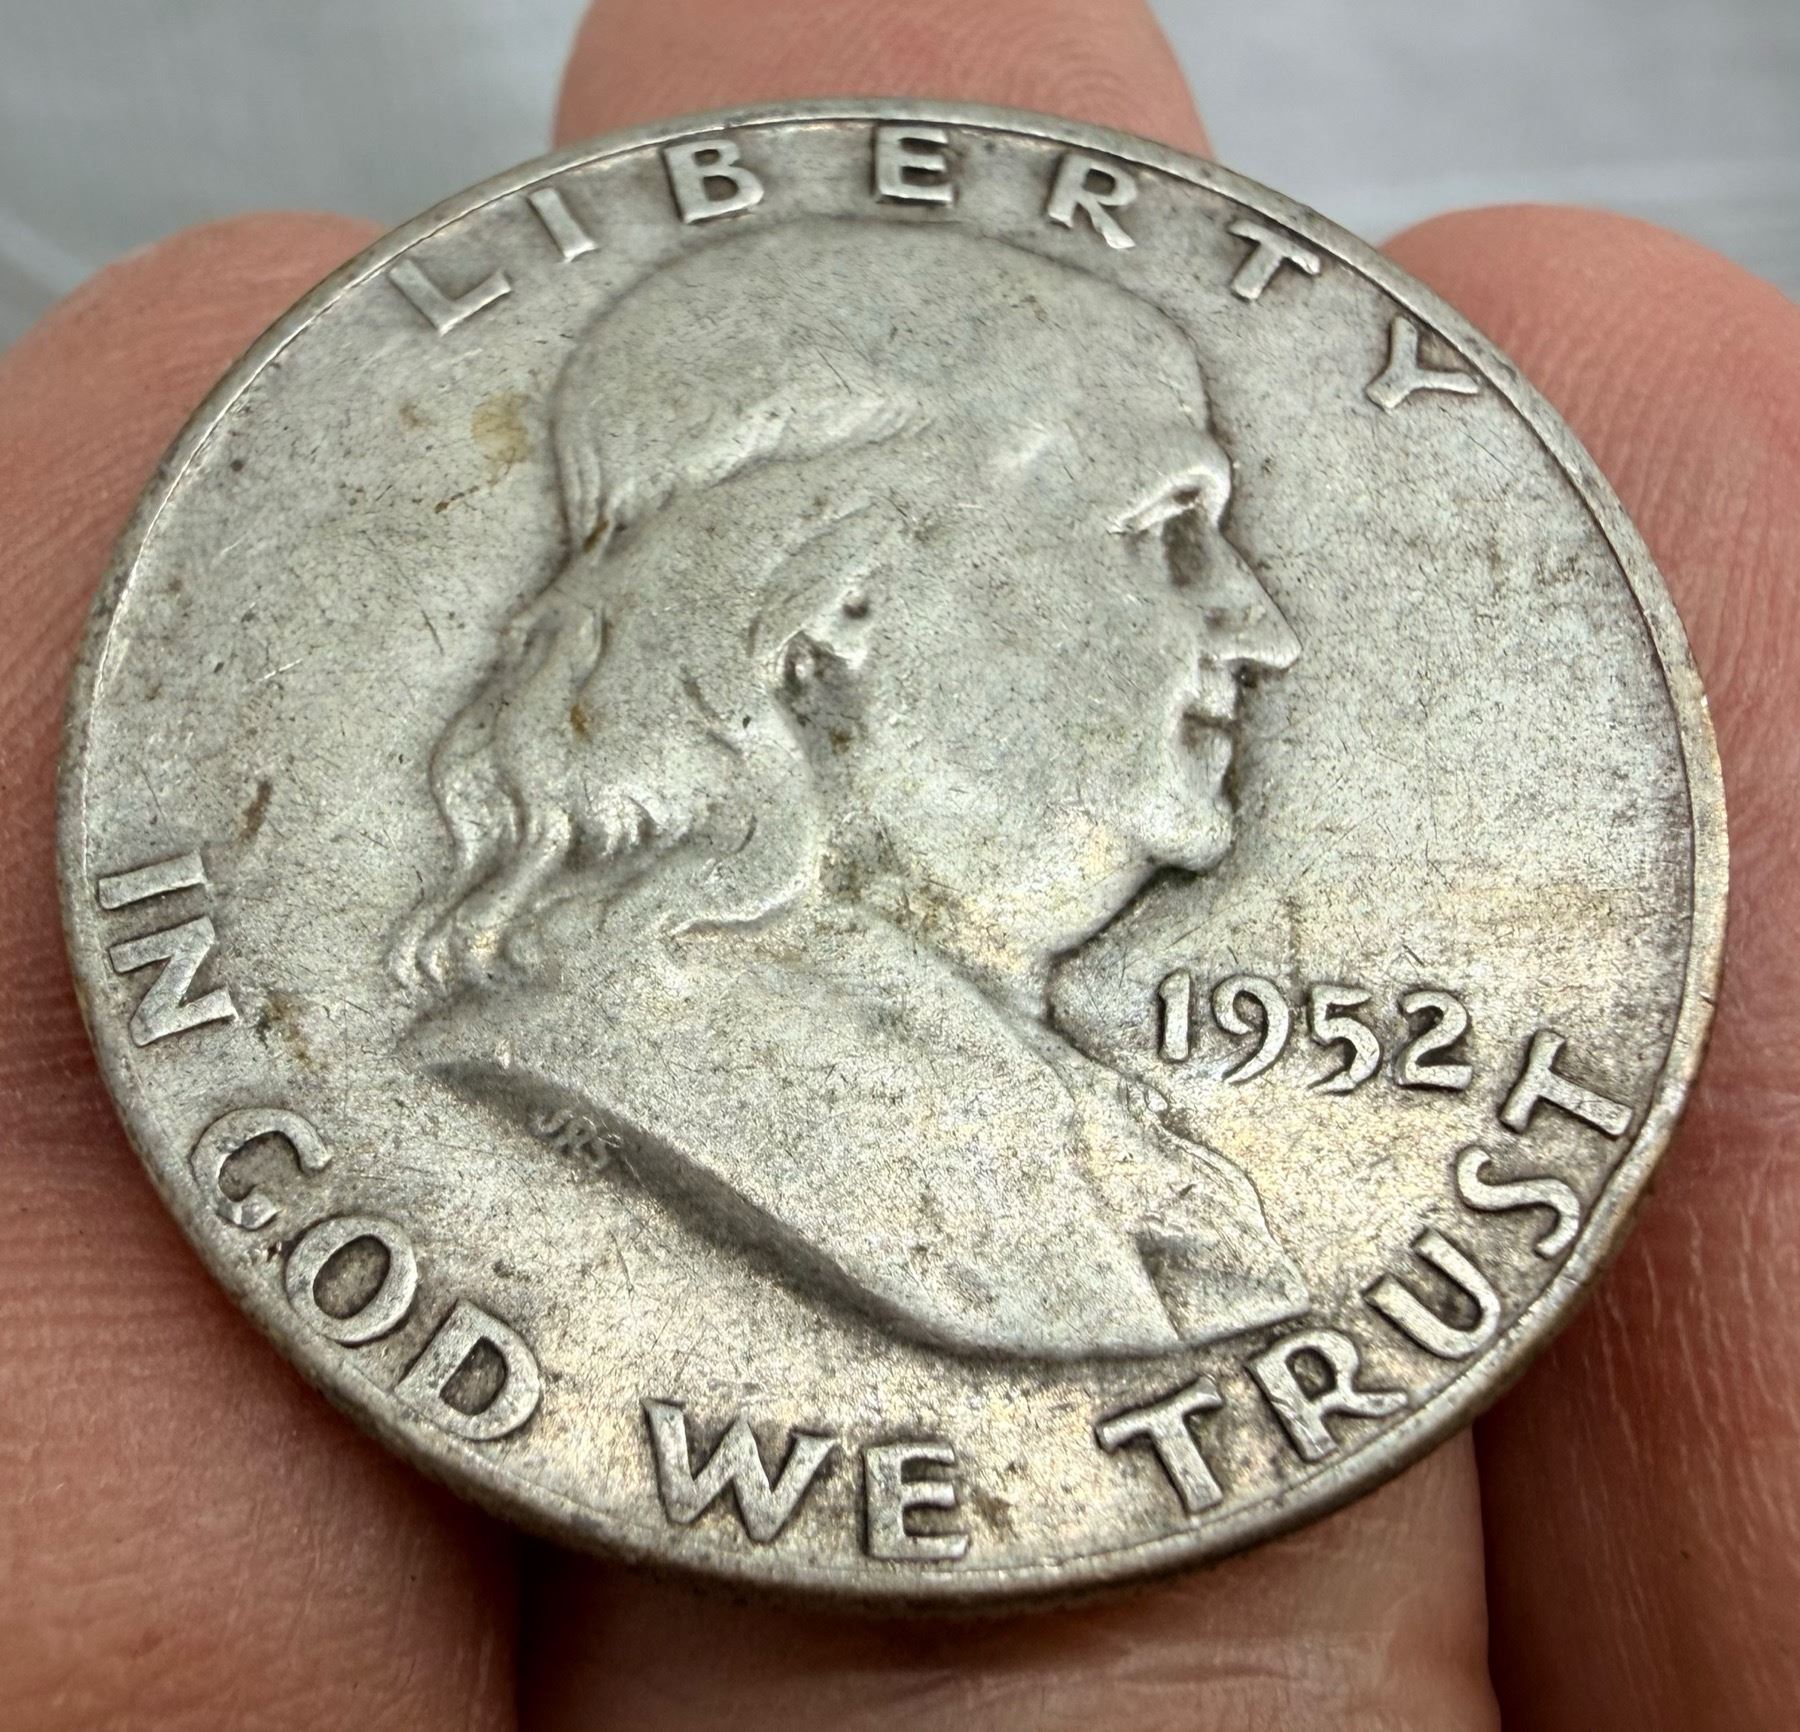 LIBERTY
1952
JRS
IN GOD WE TRUST